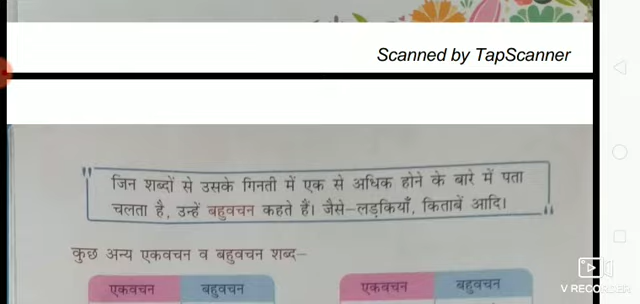 Scanned by TapScanner
जिन शब्दों से उसके गिनती में एक से अधिक होने के बारे में पता
चलता है, उन्हें बहुवचन कहते हैं। जैसे–लड़कियाँ, किताबें आदि।
कुछ अन्य एकवचन व बहुवचन शब्द–
एकवचन बहुवचन एकवचन बहुवचन
V RECORDER